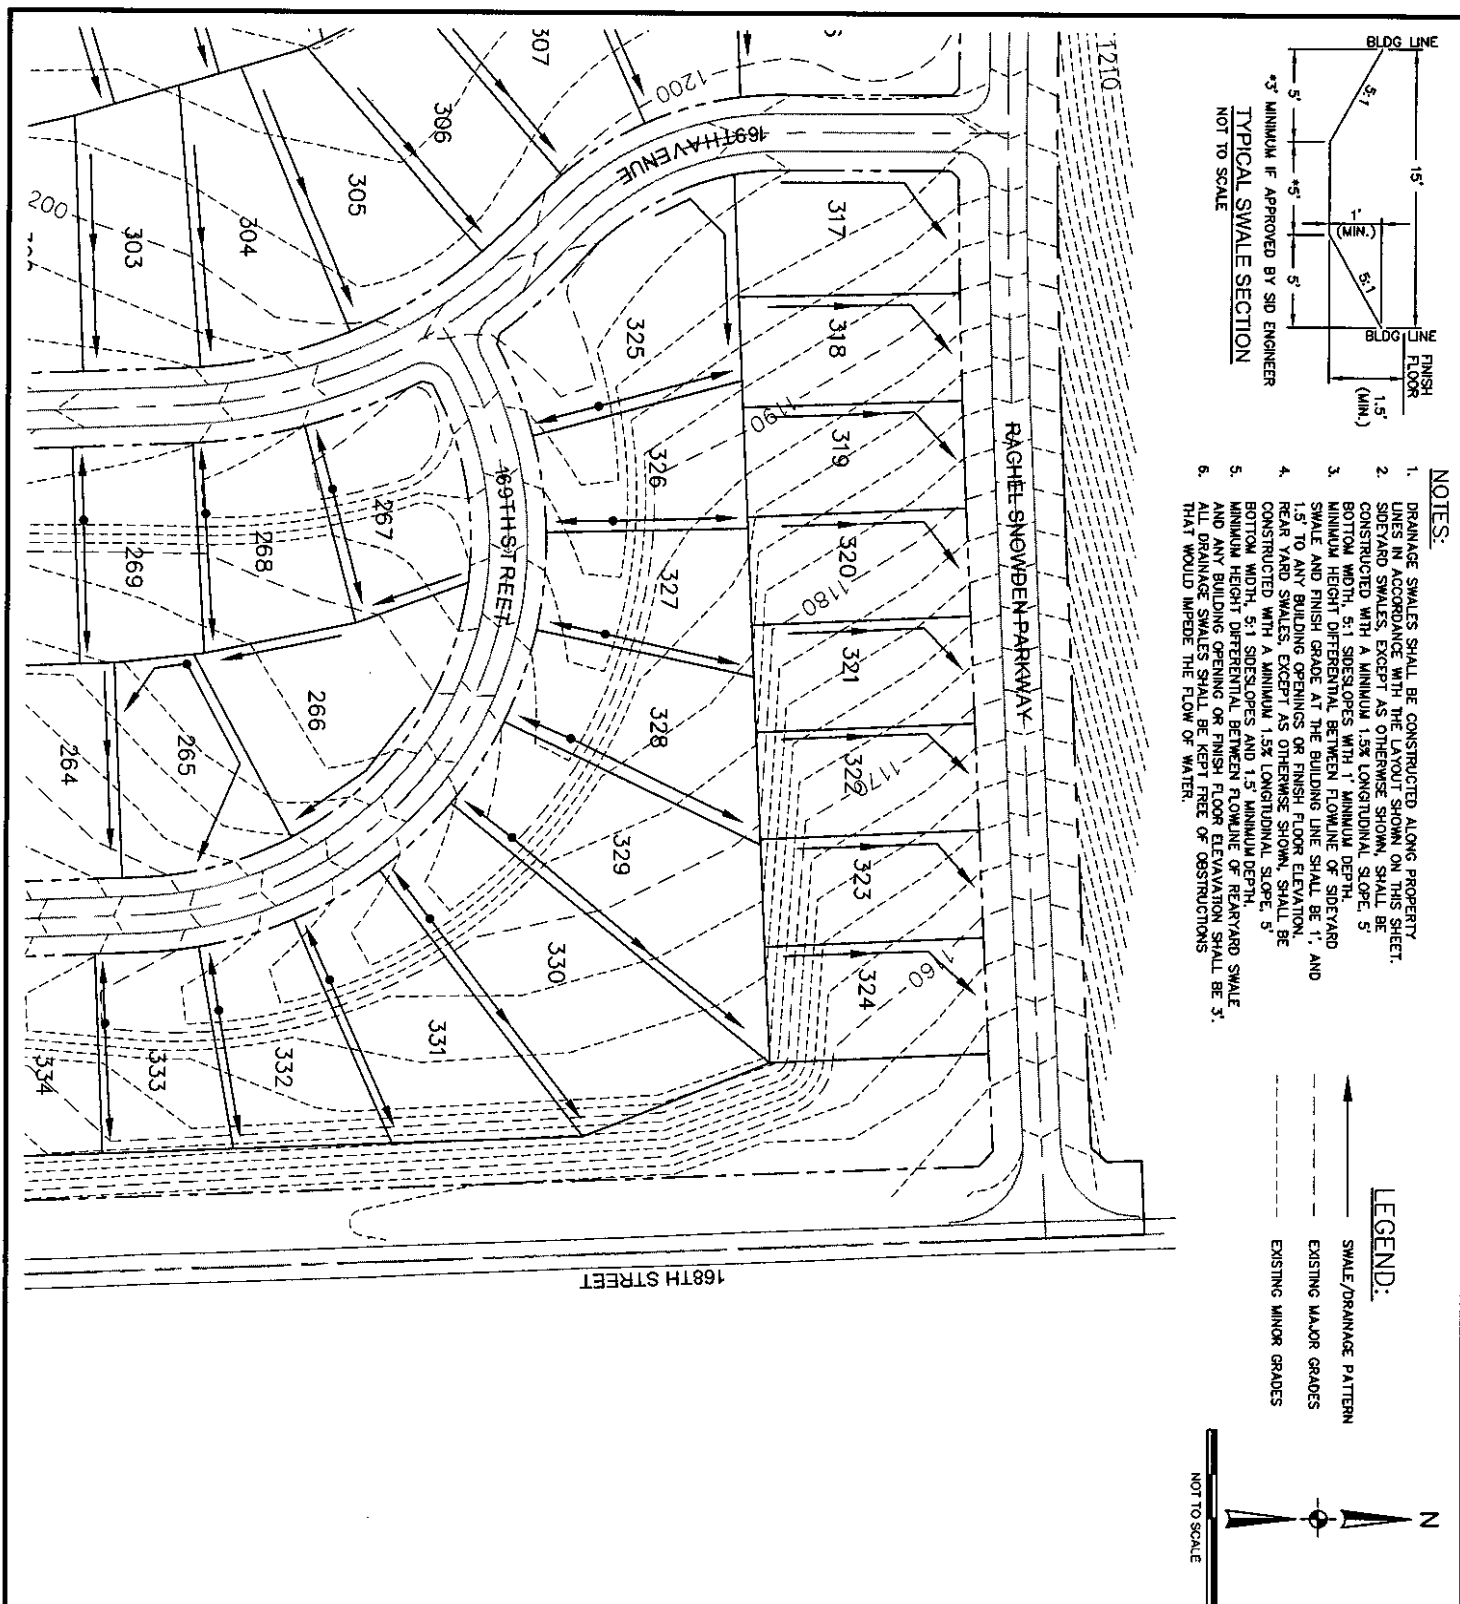 BLDG LINE
15'
BLDG LINE
FINISH
FLOOR
5:1
5:1
1'
(MIN.)
1.5'
(MIN.)
5'
*5'
5'
*3' MINIMUM IF APPROVED BY SID ENGINEER
TYPICAL SWALE SECTION
NOT TO SCALE
NOTES:
1. DRAINAGE SWALES SHALL BE CONSTRUCTED ALONG PROPERTY
LINES IN ACCORDANCE WITH THE LAYOUT SHOWN ON THIS SHEET.
2. SIDEYARD SWALES, EXCEPT AS OTHERWISE SHOWN, SHALL BE
CONSTRUCTED WITH A MINIMUM 1.5% LONGITUDINAL SLOPE, 5'
BOTTOM WIDTH, 5:1 SIDESLOPES WITH 1' MINIMUM DEPTH.
3. MINIMUM HEIGHT DIFFERENTIAL BETWEEN FLOWLINE OF SIDEYARD
SWALE AND FINISH GRADE AT THE BUILDING LINE SHALL BE 1', AND
1.5' TO ANY BUILDING OPENINGS OR FINISH FLOOR ELEVATION.
4. REAR YARD SWALES, EXCEPT AS OTHERWISE SHOWN, SHALL BE
CONSTRUCTED WITH A MINIMUM 1.5% LONGITUDINAL SLOPE, 5'
BOTTOM WIDTH, 5:1 SIDESLOPES AND 1.5' MINIMUM DEPTH.
5. MINIMUM HEIGHT DIFFERENTIAL BETWEEN FLOWLINE OF REARYARD SWALE
AND ANY BUILDING OPENING OR FINISH FLOOR ELEVAVATION SHALL BE 3'.
6. ALL DRAINAGE SWALES SHALL BE KEPT FREE OF OBSTRUCTIONS
THAT WOULD IMPEDE THE FLOW OF WATER.
LEGEND:
SWALE/DRAINAGE PATTERN
EXISTING MAJOR GRADES
EXISTING MINOR GRADES
N
NOT TO SCALE
1210
RACHEL SNOWDEN PARKWAY
317
318
319
320
321
322
323
324
1190
1180
1170
1160
1200
169TH AVENUE
307
306
305
304
303
200
325
326
327
328
329
330
331
332
333
334
169TH STREET
267
268
269
266
265
264
168TH STREET